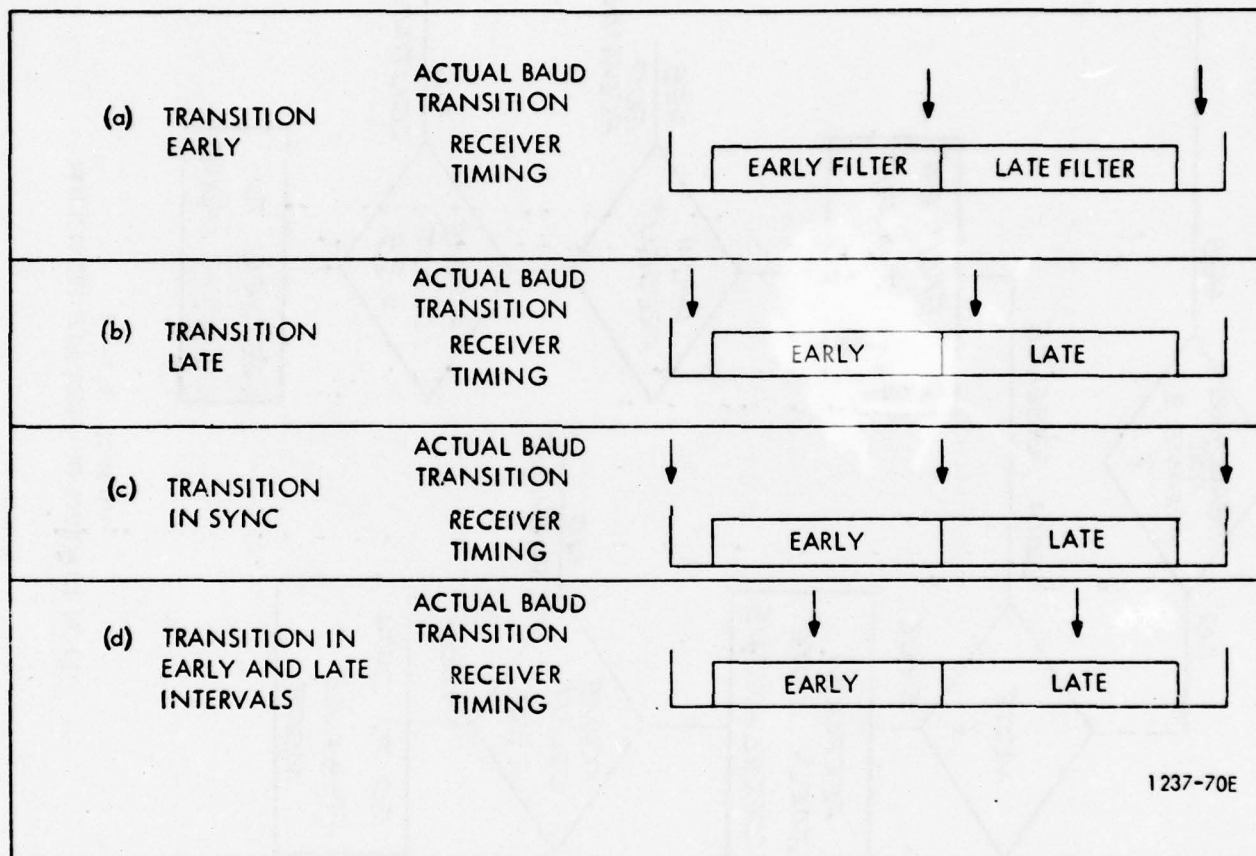 ACTUAL BAUD
TRANSITION
(a) TRANSITION
EARLY
RECEIVER
TIMING
EARLY FILTER
LATE FILTER
ACTUAL BAUD
TRANSITION
(b) TRANSITION
LATE
RECEIVER
TIMING
EARLY
LATE
ACTUAL BAUD
TRANSITION
(c) TRANSITION
IN SYNC
RECEIVER
TIMING
EARLY
LATE
ACTUAL BAUD
TRANSITION
(d) TRANSITION IN
EARLY AND LATE
INTERVALS
RECEIVER
TIMING
EARLY
LATE
1237-70E